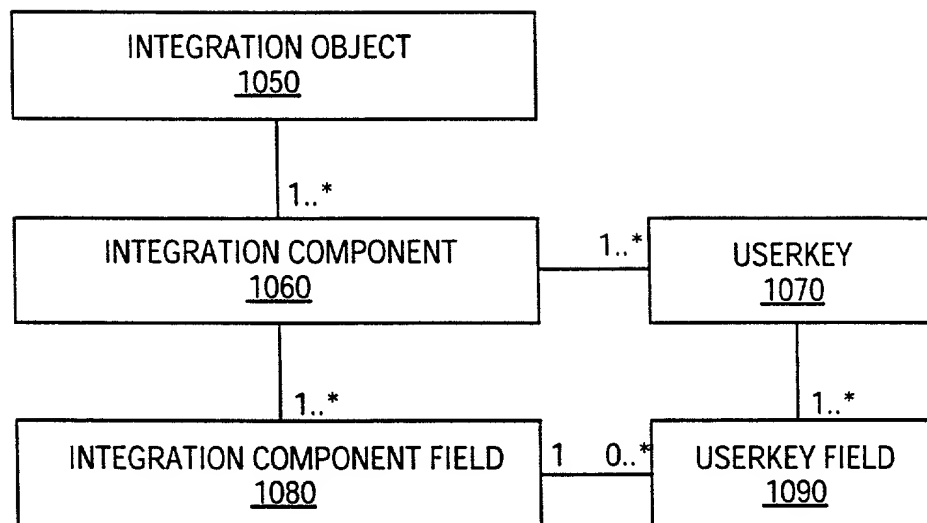 INTEGRATION OBJECT
1050
1..*
INTEGRATION COMPONENT
1060
1..*
USERKEY
1070
1..*
1..*
INTEGRATION COMPONENT FIELD
1080
1 0..*
USERKEY FIELD
1090